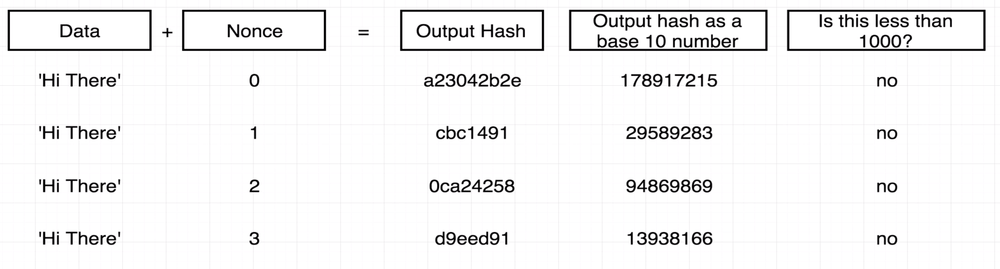 Data + Nonce = Output Hash Output hash as a base 10 number Is this less than 1000?
'Hi There' 0 a23042b2e 178917215 no
'Hi There' 1 cbc1491 29589283 no
'Hi There' 2 0ca24258 94869869 no
'Hi There' 3 d9eed91 13938166 no